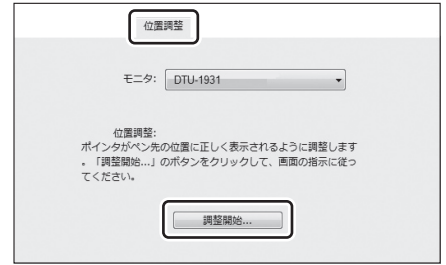 位置調整
モニタ: DTU-1931
位置調整:
ポインタがペン先の位置に正しく表示されるように調整します
。「調整開始...」のボタンをクリックして、画面の指示に従っ
てください。
調整開始...